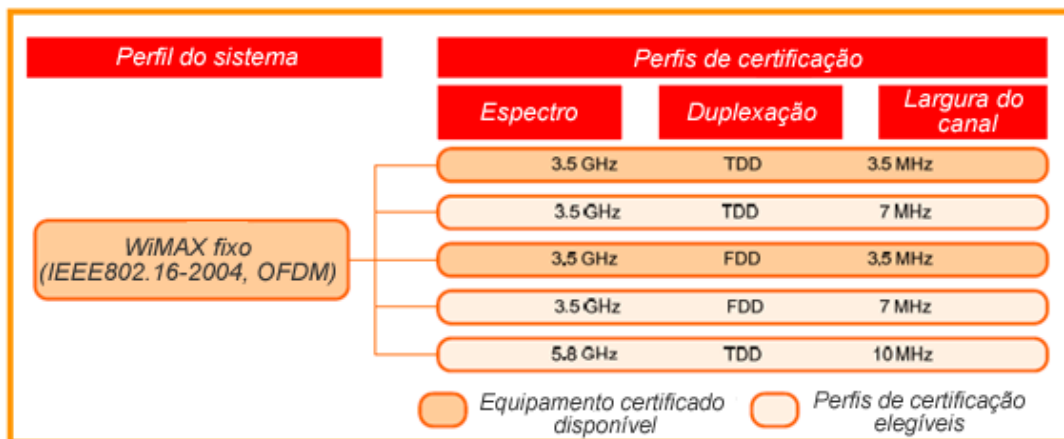 Perfil do sistema
Perfis de certificação
Espectro
Duplexação
Largura do
canal
3.5 GHz TDD 3.5 MHz
3.5 GHz TDD 7 MHz
WiMAX fixo
(IEEE802.16-2004, OFDM)
3.5 GHz FDD 3.5 MHz
3.5 GHz FDD 7 MHz
5.8 GHz TDD 10 MHz
Equipamento certificado
disponível
Perfis de certificação
elegíveis